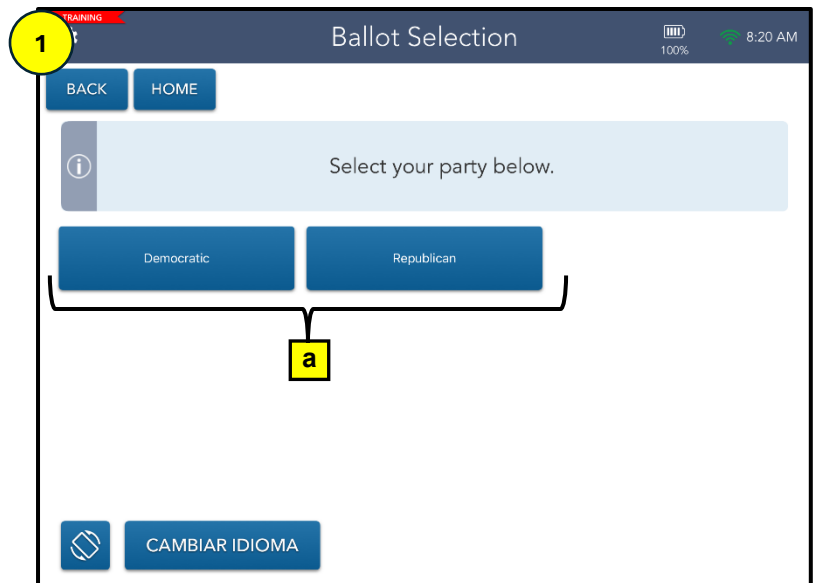 TRAINING
1
Ballot Selection
100%
8:20 AM
BACK
HOME
Select your party below.
Democratic
Republican
a
CAMBIAR IDIOMA